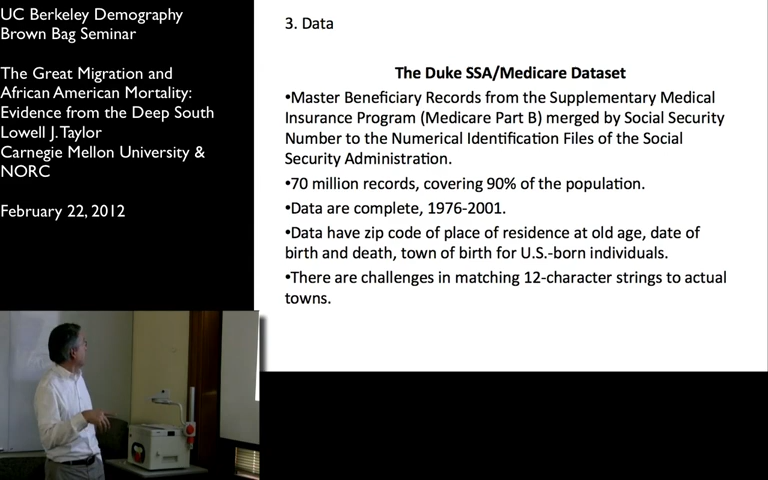 UC Berkeley Demography
Brown Bag Seminar
The Great Migration and
African American Mortality:
Evidence from the Deep South
Lowell J. Taylor
Carnegie Mellon University &
NORC
February 22, 2012
3. Data
The Duke SSA/Medicare Dataset
•Master Beneficiary Records from the Supplementary Medical
Insurance Program (Medicare Part B) merged by Social Security
Number to the Numerical Identification Files of the Social
Security Administration.
•70 million records, covering 90% of the population.
•Data are complete, 1976-2001.
•Data have zip code of place of residence at old age, date of
birth and death, town of birth for U.S.-born individuals.
•There are challenges in matching 12-character strings to actual
towns.